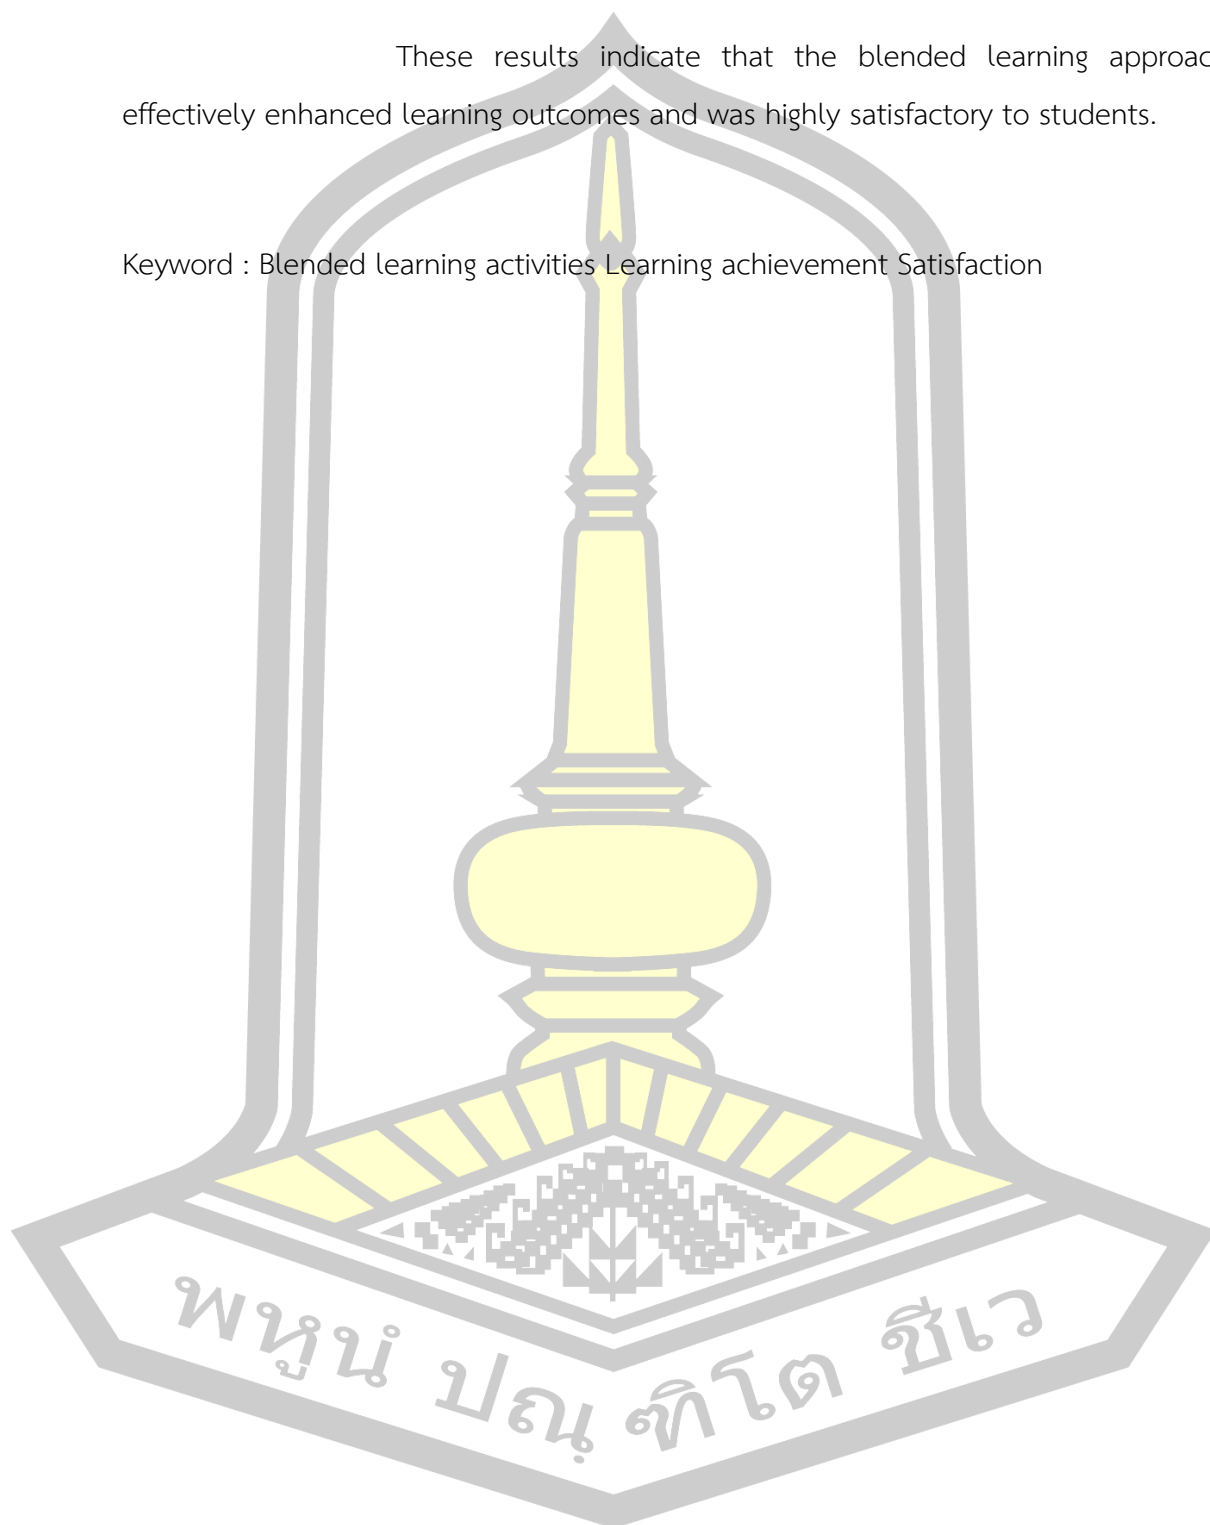 These results indicate that the blended learning approac
effectively enhanced learning outcomes and was highly satisfactory to students.
Keyword : Blended learning activities Learning achievement Satisfaction
พหูนํ ปณฺ ฑิโต ชีเว